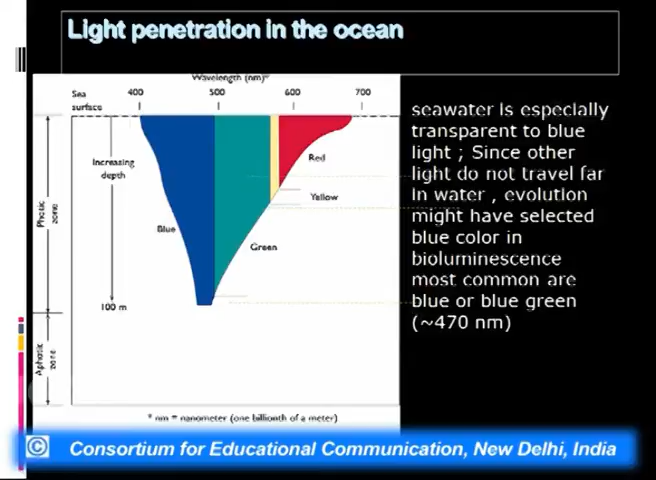 Light penetration in the ocean
Wavelength (nm)*
Sea surface
400 500 600 700
Increasing depth
Photic zone
Red
Yellow
Blue
Green
100 m
Aphotic zone
* nm = nanometer (one billionth of a meter)
seawater is especially
transparent to blue
light ; Since other
light do not travel far
in water , evolution
might have selected
blue color in
bioluminescence
most common are
blue or blue green
(~470 nm)
© Consortium for Educational Communication, New Delhi, India